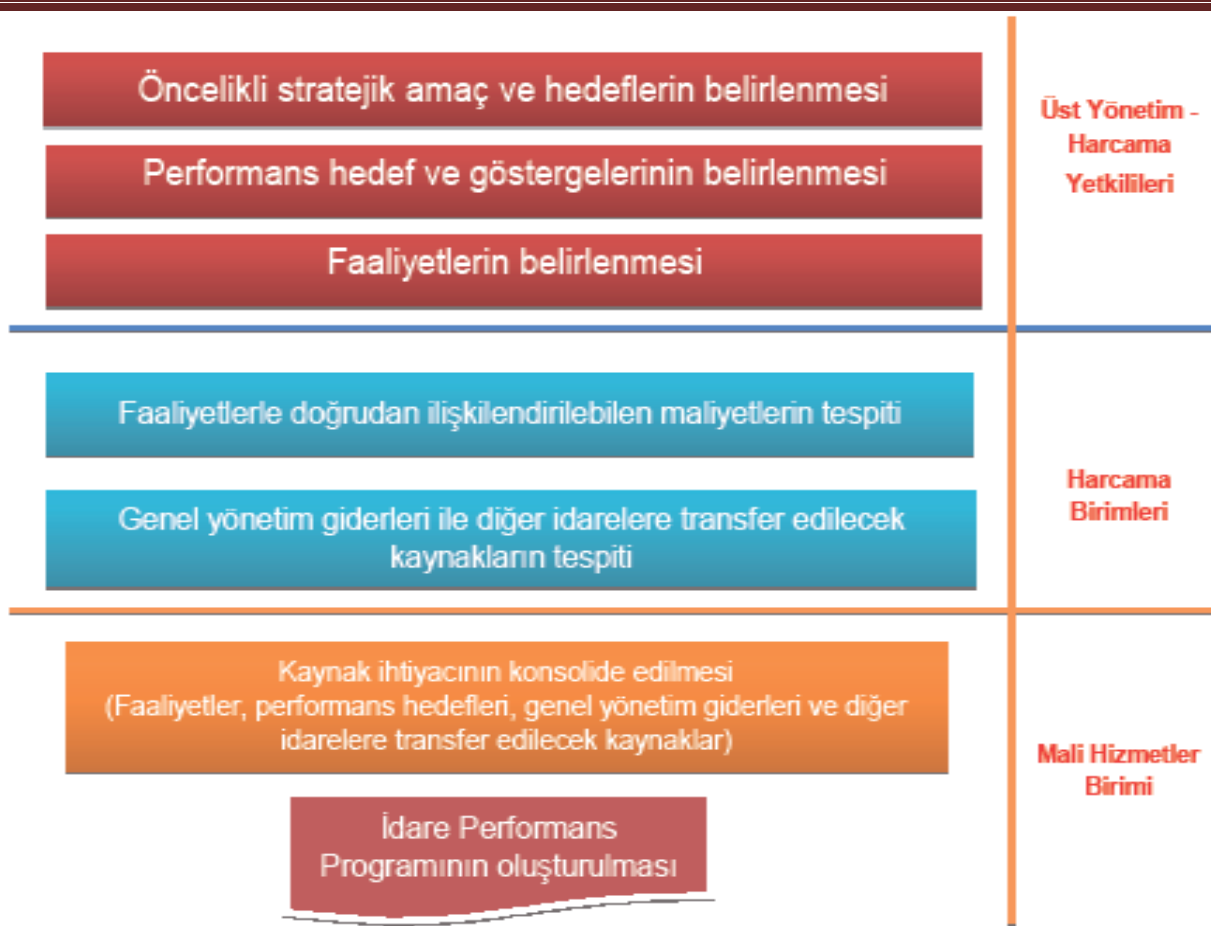 Öncelikli stratejik amaç ve hedeflerin belirlenmesi
Performans hedef ve göstergelerinin belirlenmesi
Faaliyetlerin belirlenmesi
Üst Yönetim -
Harcama
Yetkilileri
Faaliyetlerle doğrudan ilişkilendirilebilen maliyetlerin tespiti
Genel yönetim giderleri ile diğer idarelere transfer edilecek
kaynakların tespiti
Harcama
Birimleri
Kaynak ihtiyacının konsolide edilmesi
(Faaliyetler, performans hedefleri, genel yönetim giderleri ve diğer
idarelere transfer edilecek kaynaklar)
İdare Performans
Programının oluşturulması
Mali Hizmetler
Birimi